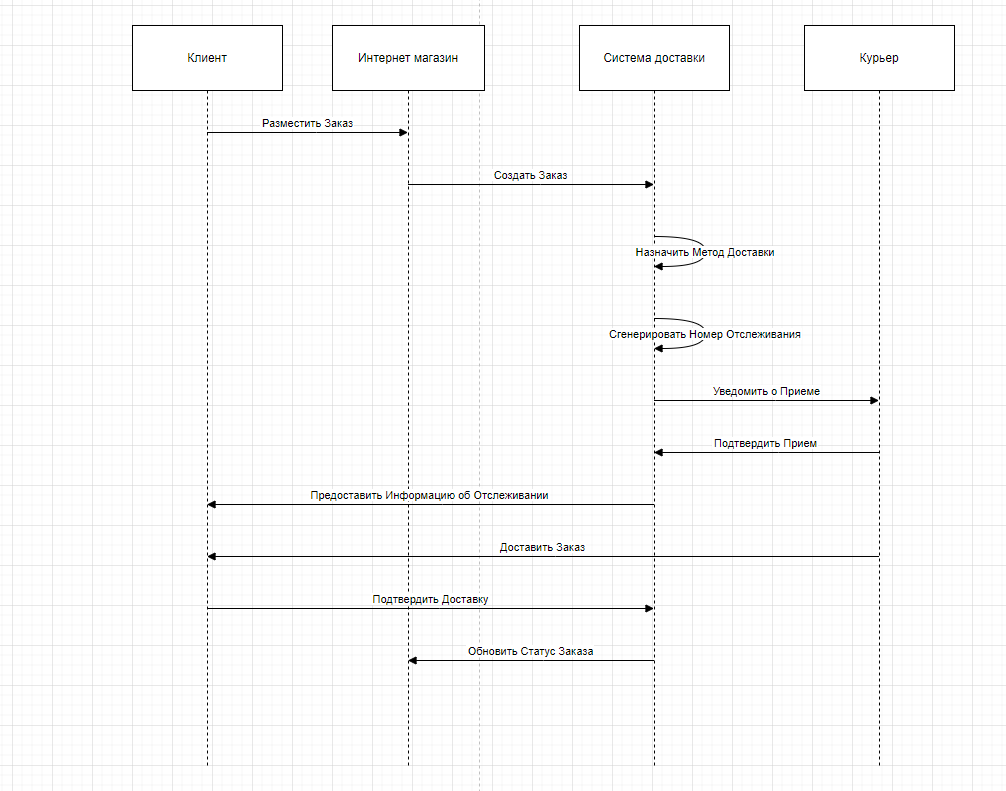 Клиент
Интернет магазин
Система доставки
Курьер
Разместить Заказ
Создать Заказ
Назначить Метод Доставки
Сгенерировать Номер Отслеживания
Уведомить о Приеме
Подтвердить Прием
Предоставить Информацию об Отслеживании
Доставить Заказ
Подтвердить Доставку
Обновить Статус Заказа